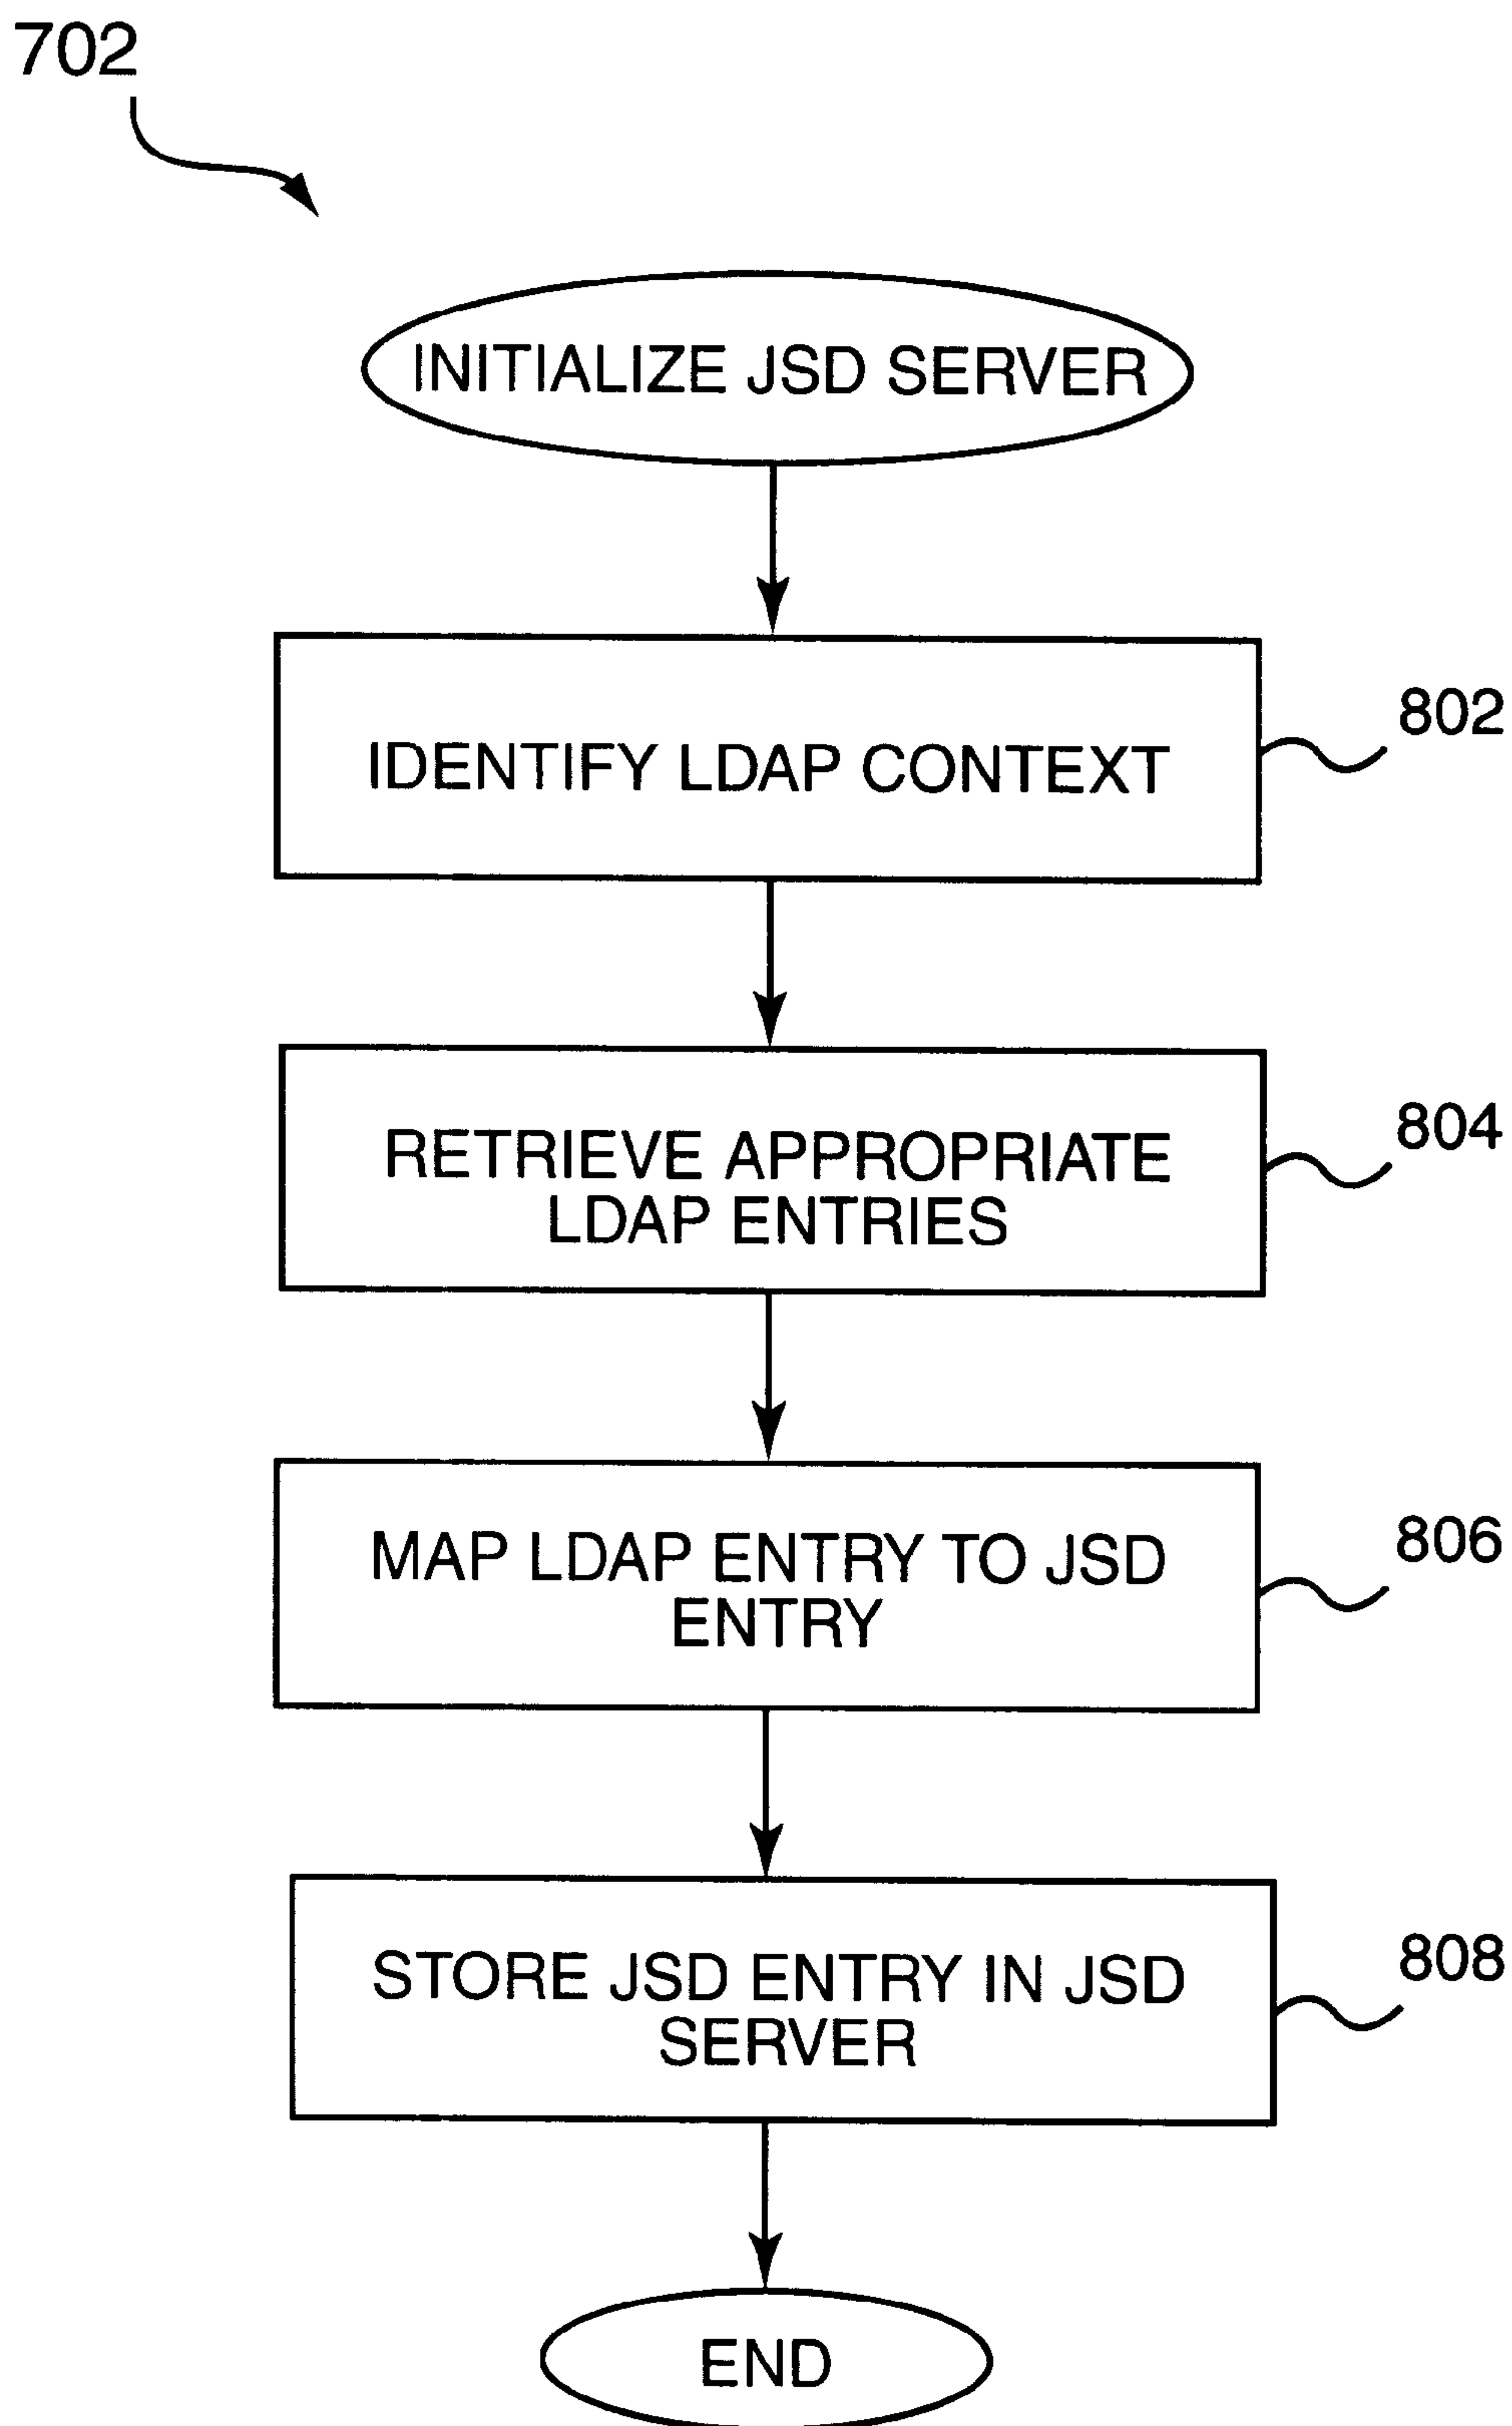 702
INITIALIZE JSD SERVER
IDENTIFY LDAP CONTEXT
802
RETRIEVE APPROPRIATE
LDAP ENTRIES
804
MAP LDAP ENTRY TO JSD
ENTRY
806
STORE JSD ENTRY IN JSD
SERVER
808
END